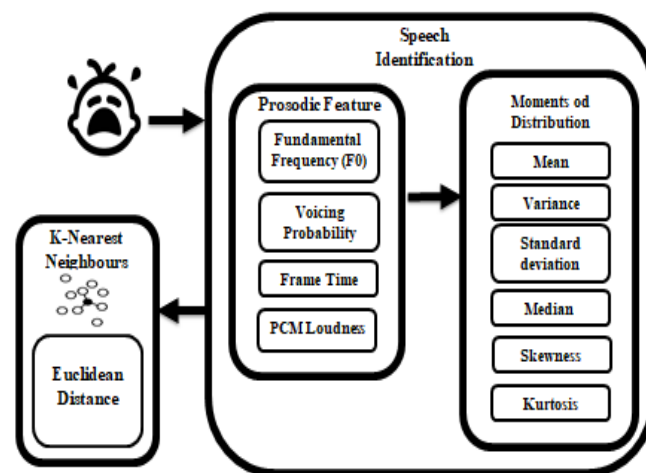 Speech
Identification
Prosodic Feature
Fundamental
Frequency (F0)
Voicing
Probability
Frame Time
PCM Loudness
Moments od
Distribution
Mean
Variance
Standard
deviation
Median
Skewness
Kurtosis
K-Nearest
Neighbours
Euclidean
Distance